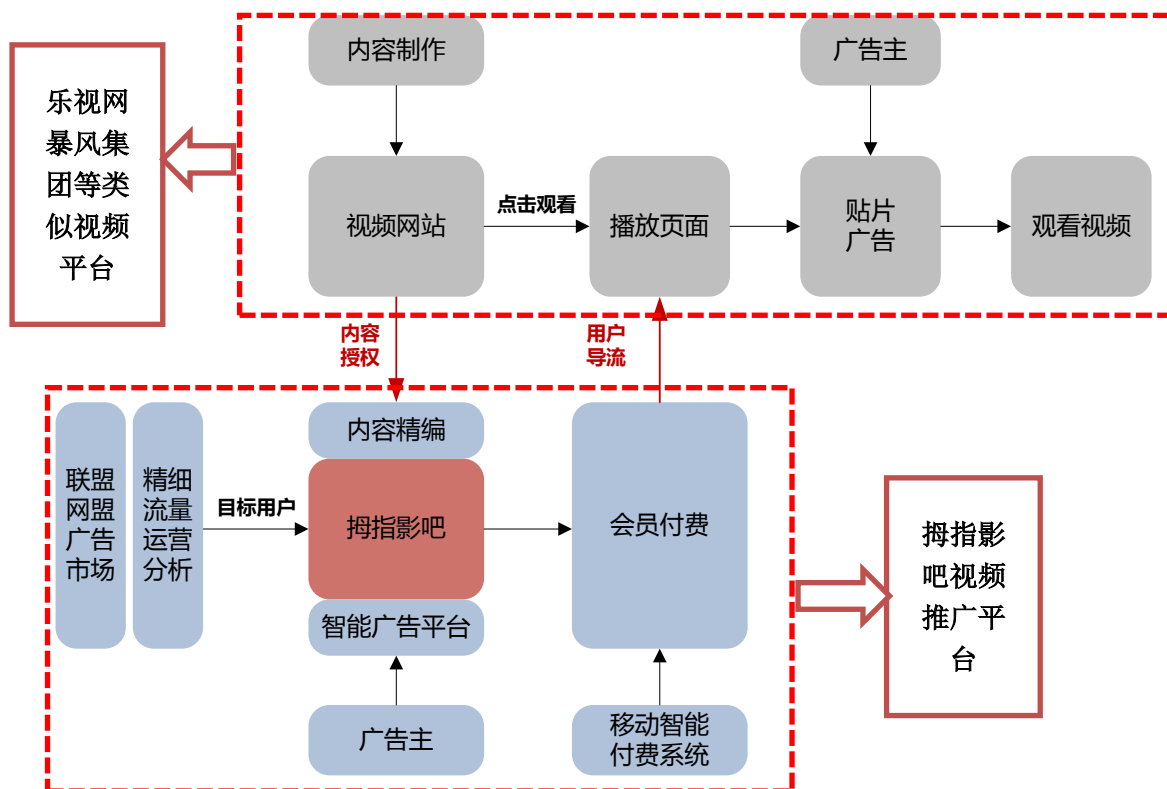 内容制作
广告主
乐视网
暴风集
团等类
似视频
平台
视频网站
点击观看
播放页面
贴片
广告
观看视频
内容
授权
用户
导流
联盟
网盟
广告
市场
精细
流量
运营
分析
目标用户
内容精编
拇指影吧
智能广告平台
广告主
会员付费
移动智能
付费系统
拇指影
吧视频
推广平
台